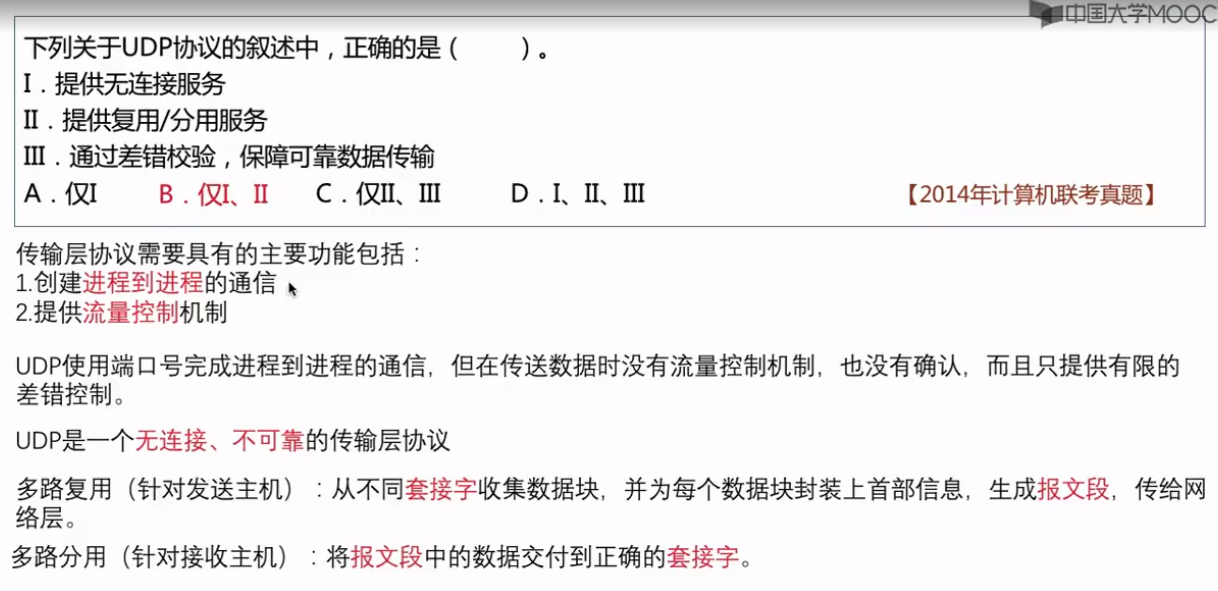 中国大学MOOC
下列关于UDP协议的叙述中，正确的是（　　）。
I．提供无连接服务
II．提供复用/分用服务
III．通过差错校验，保障可靠数据传输
A．仅I　B．仅I、II　C．仅II、III　D．I、II、III　【2014年计算机联考真题】
传输层协议需要具有的主要功能包括：
1.创建进程到进程的通信
2.提供流量控制机制
UDP使用端口号完成进程到进程的通信，但在传送数据时没有流量控制机制，也没有确认，而且只提供有限的
差错控制。
UDP是一个无连接、不可靠的传输层协议
多路复用（针对发送主机）：从不同套接字收集数据块，并为每个数据块封装上首部信息，生成报文段，传给网
络层。
多路分用（针对接收主机）：将报文段中的数据交付到正确的套接字。